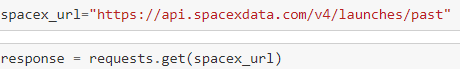 spacex_url="https://api.spacexdata.com/v4/launches/past"
response = requests.get(spacex_url)